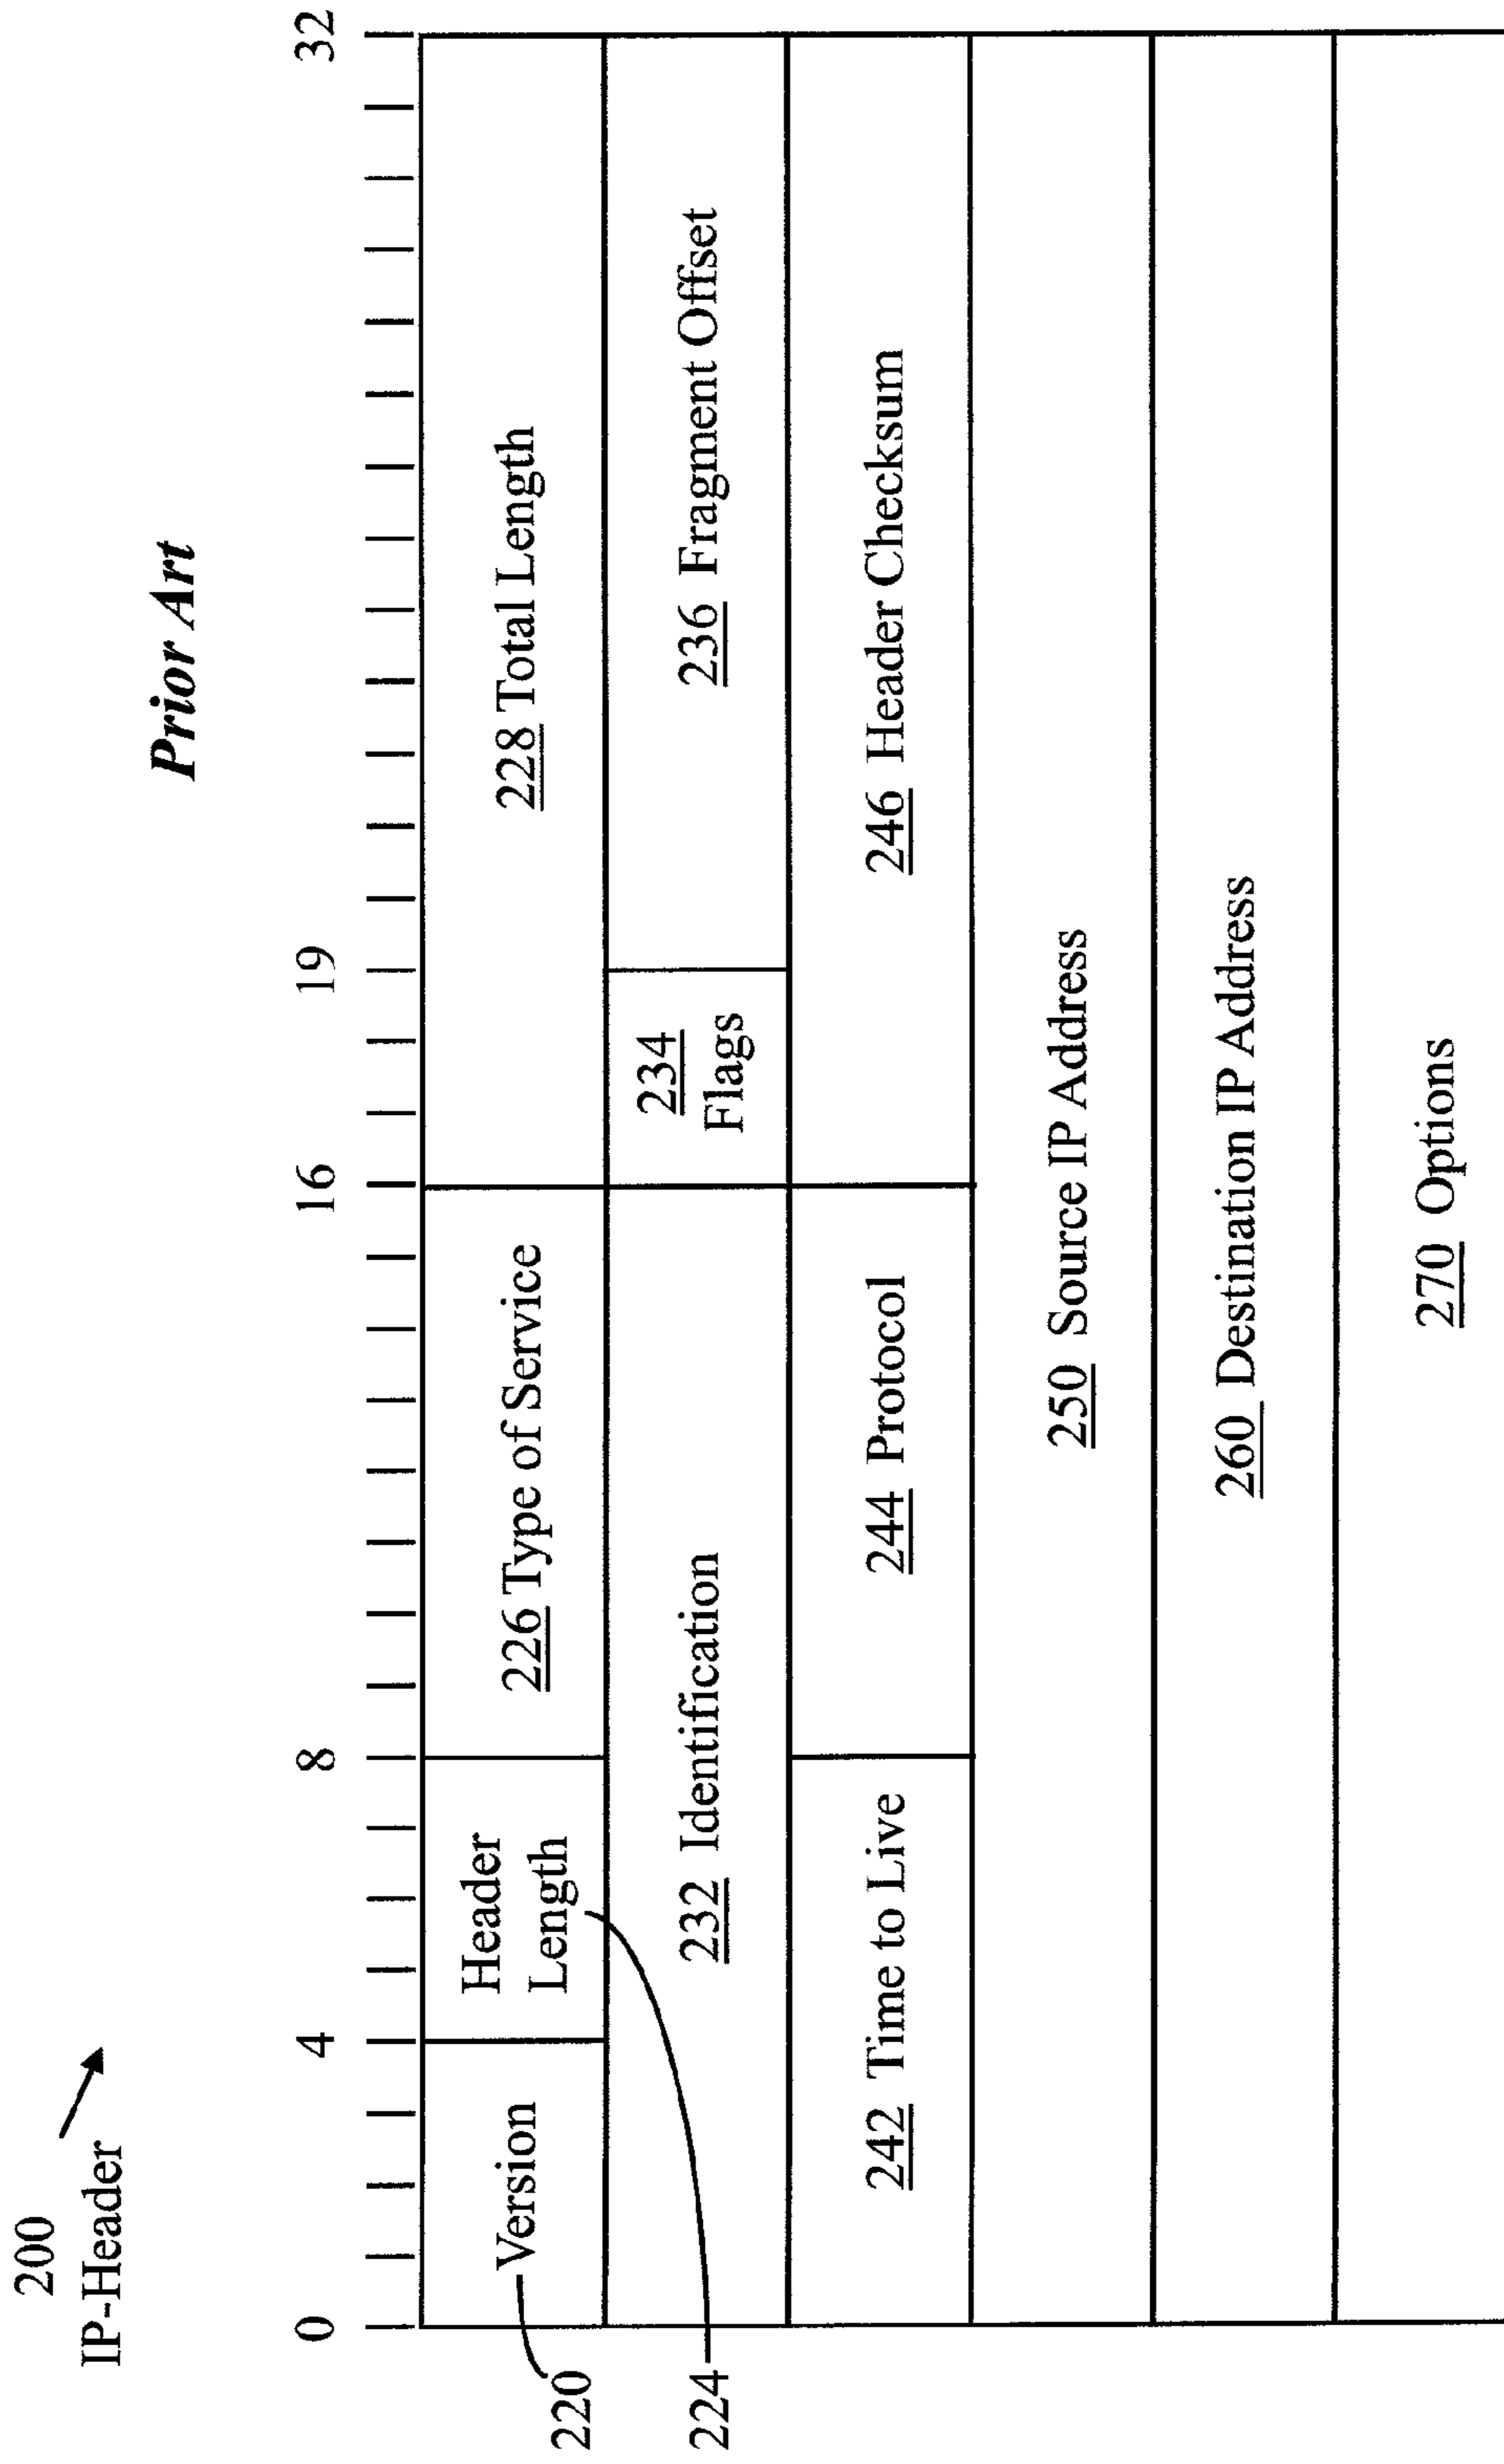 200
IP-Header
Prior Art
0 4 8 16 19 32
220 Version
Header
Length
226 Type of Service
228 Total Length
224
232 Identification
234
Flags
236 Fragment Offset
242 Time to Live
244 Protocol
246 Header Checksum
250 Source IP Address
260 Destination IP Address
270 Options